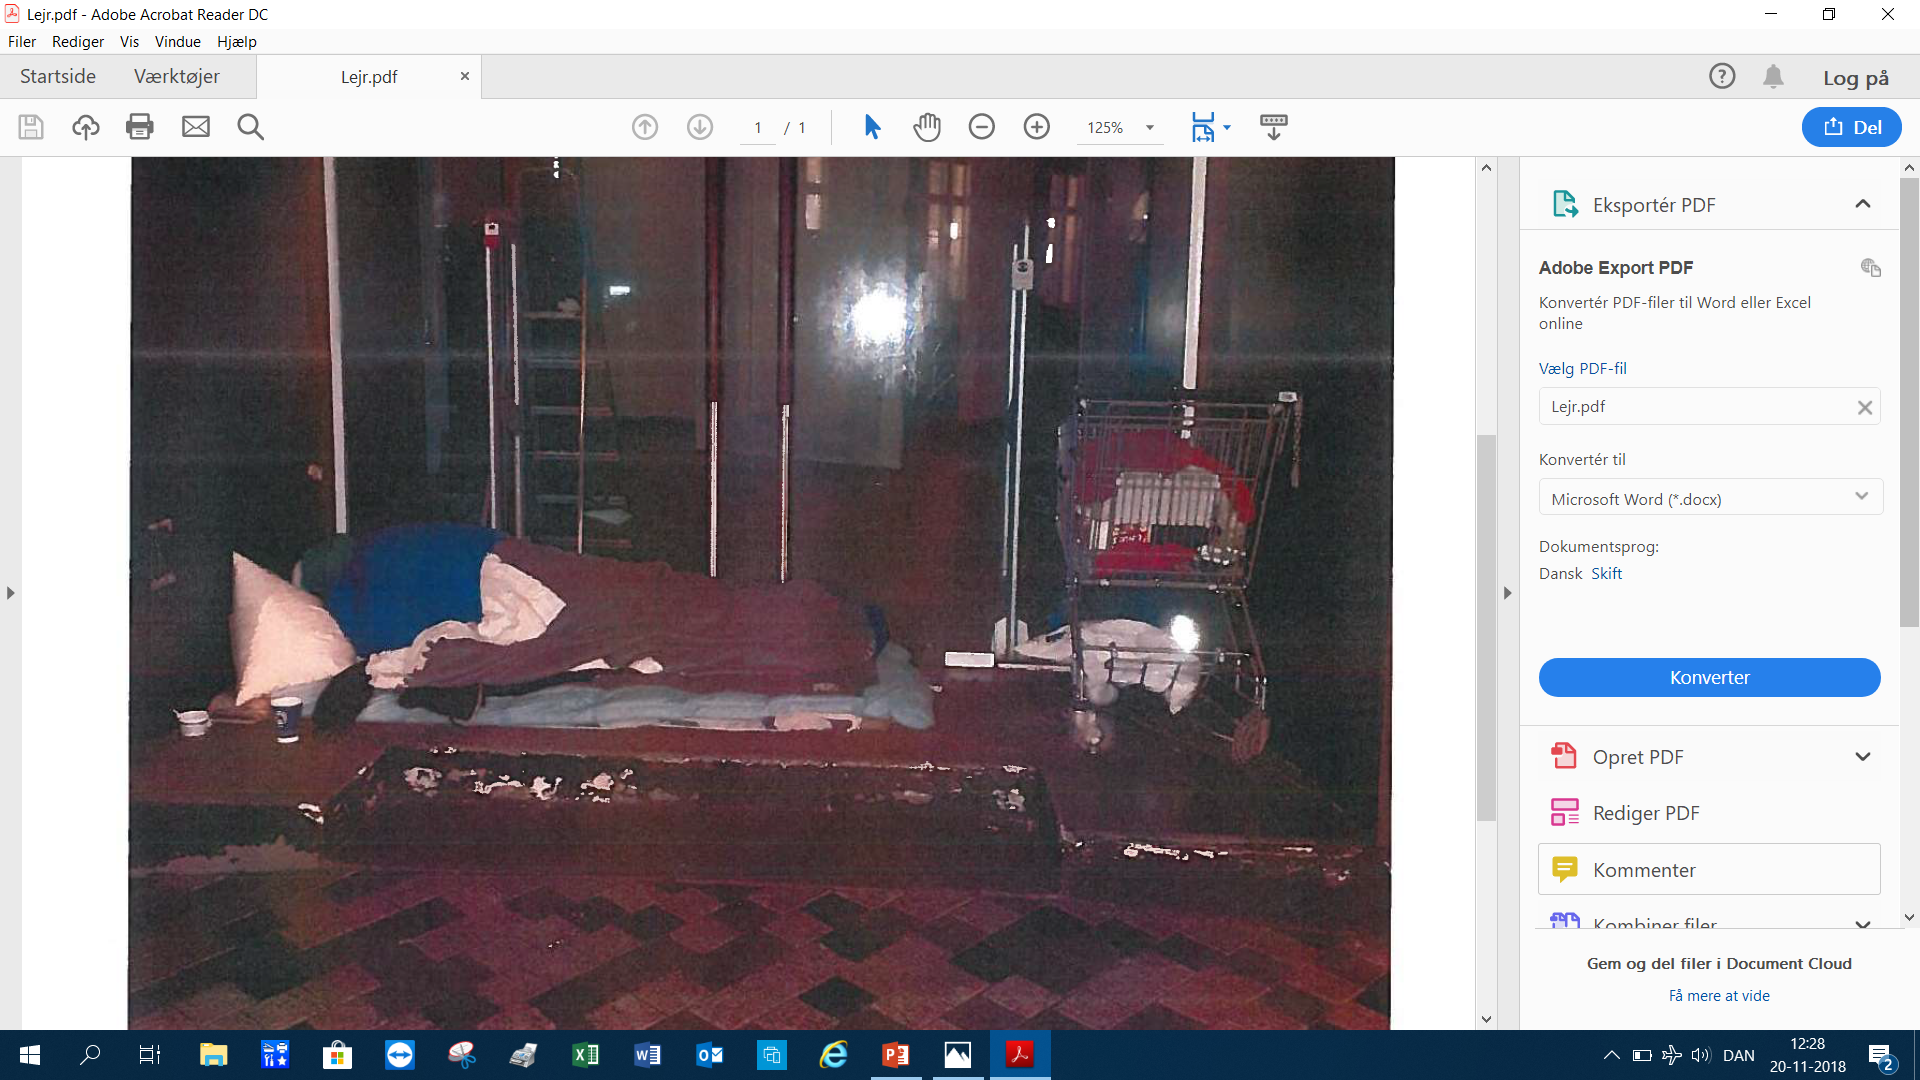 Lejr.pdf - Adobe Acrobat Reader DC
Filer Rediger Vis Vindue Hjælp
Startside Værktøjer Lejr.pdf Log på
1 / 1 125% Del
Eksportér PDF
Adobe Export PDF
Konvertér PDF-filer til Word eller Excel
online
Vælg PDF-fil
Lejr.pdf
Konvertér til
Microsoft Word (*.docx)
Dokumentsprog:
Dansk Skift
Konverter
Opret PDF
Rediger PDF
Kommenter
Kombiner filer
Gem og del filer i Document Cloud
Få mere at vide
DAN 12:28
20-11-2018
2